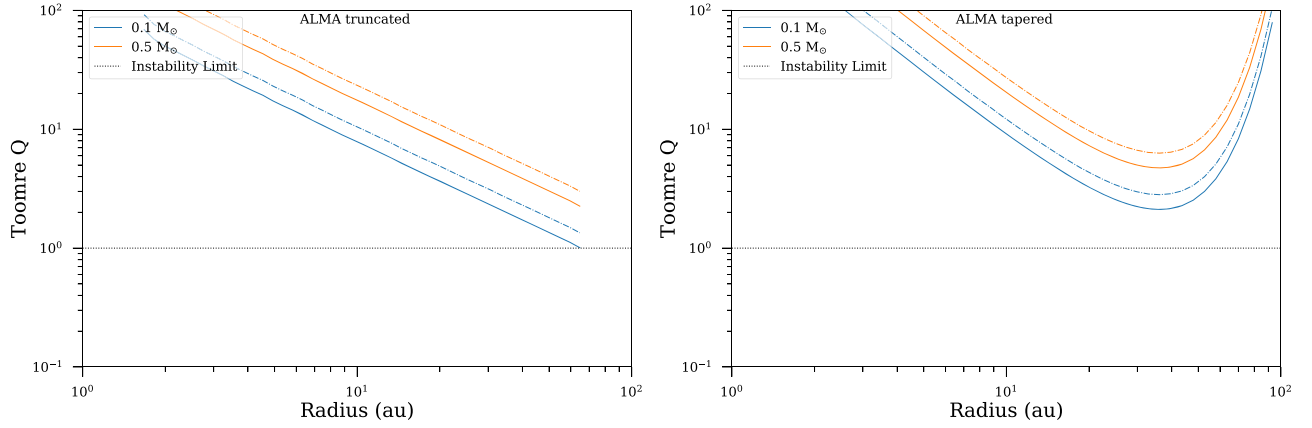 ALMA truncated
0.1 M⊙
0.5 M⊙
Instability Limit
10²
10¹
10⁰
10⁻¹
Toomre Q
10⁰
10¹
10²
Radius (au)
ALMA tapered
0.1 M⊙
0.5 M⊙
Instability Limit
10²
10¹
10⁰
10⁻¹
Toomre Q
10⁰
10¹
10²
Radius (au)